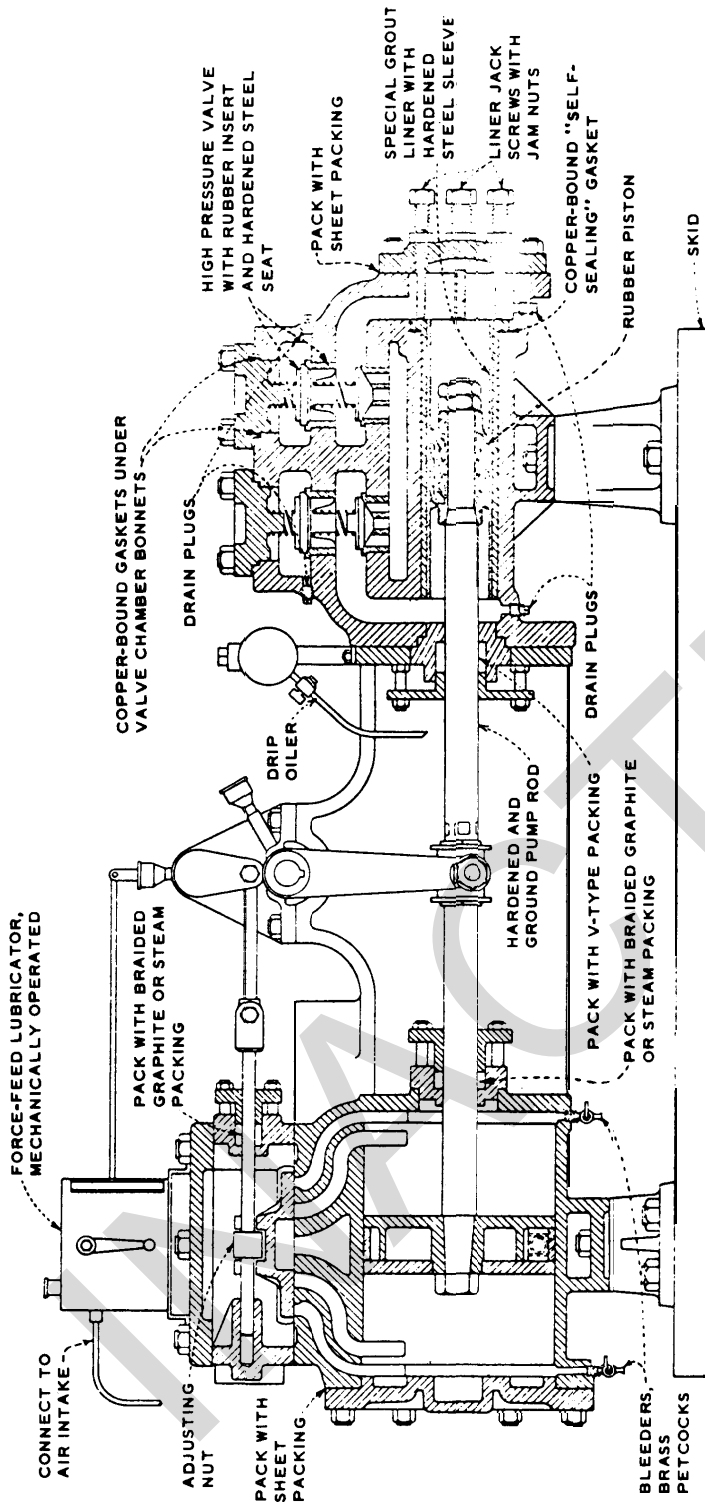 CONNECT TO
AIR INTAKE
FORCE-FEED LUBRICATOR,
MECHANICALLY OPERATED
ADJUSTING
NUT
PACK WITH
SHEET
PACKING
PACK WITH BRAIDED
GRAPHITE OR STEAM
PACKING
DRIP
OILER
COPPER-BOUND GASKETS UNDER
VALVE CHAMBER BONNETS
DRAIN PLUGS
HIGH PRESSURE VALVE
WITH RUBBER INSERT
AND HARDENED STEEL
SEAT
PACK WITH
SHEET PACKING
SPECIAL GROUT
LINER WITH
HARDENED
STEEL SLEEVE
LINER JACK
SCREWS WITH
JAM NUTS
COPPER-BOUND "SELF-
SEALING" GASKET
RUBBER PISTON
SKID
DRAIN PLUGS
HARDENED AND
GROUND PUMP ROD
PACK WITH V-TYPE PACKING
PACK WITH BRAIDED GRAPHITE
OR STEAM PACKING
BLEEDERS,
BRASS
PETCOCKS